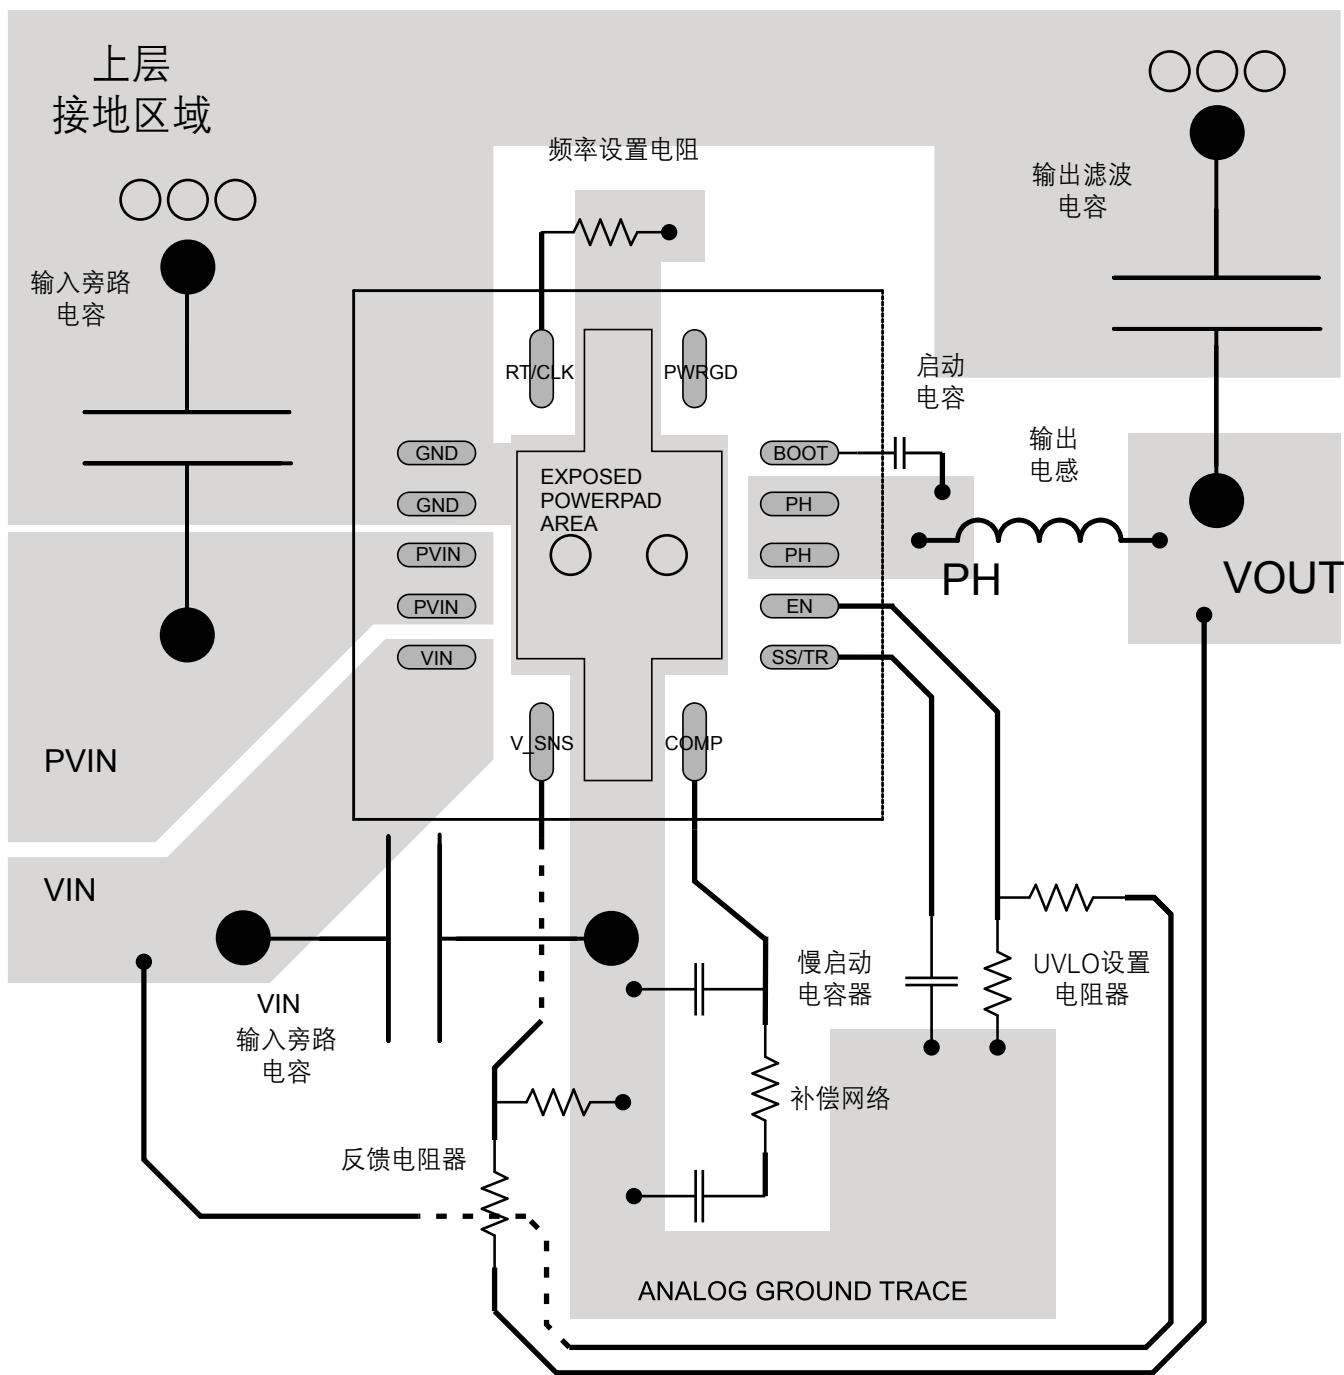 上层
接地区域
频率设置电阻
输出滤波
电容
输入旁路
电容
RT/CLK
PWRGD
启动
电容
GND
BOOT
输出
电感
EXPOSED
POWERPAD
AREA
GND
PH
PVIN
PH
PH
VOUT
PVIN
EN
VIN
SS/TR
V_SNS
COMP
PVIN
VIN
慢启动
电容器
UVLO设置
电阻器
VIN
输入旁路
电容
补偿网络
反馈电阻器
ANALOG GROUND TRACE